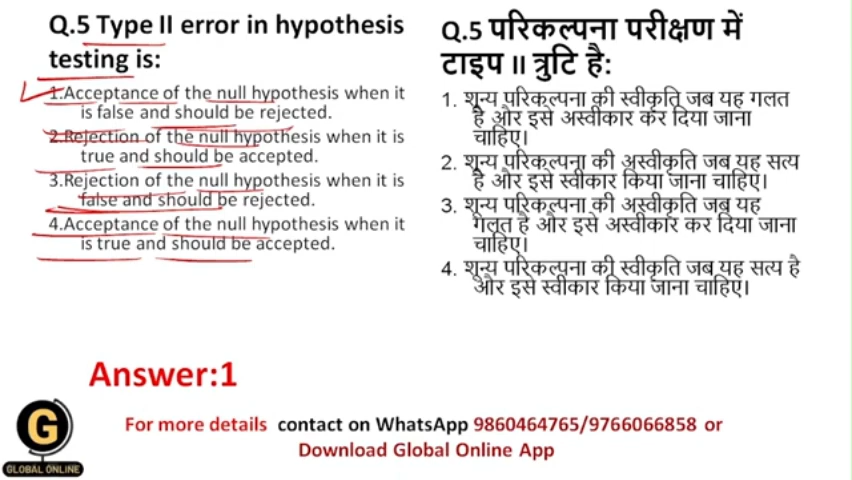 Q.5 Type II error in hypothesis
testing is:
1.Acceptance of the null hypothesis when it
is false and should be rejected.
2.Rejection of the null hypothesis when it is
true and should be accepted.
3.Rejection of the null hypothesis when it is
false and should be rejected.
4.Acceptance of the null hypothesis when it
is true and should be accepted.
Q.5 परिकल्पना परीक्षण में
टाइप II त्रुटि है:
1. शून्य परिकल्पना की स्वीकृति जब यह गलत
है और इसे अस्वीकार कर दिया जाना
चाहिए।
2. शून्य परिकल्पना की अस्वीकृति जब यह सत्य
है और इसे स्वीकार किया जाना चाहिए।
3. शून्य परिकल्पना की अस्वीकृति जब यह
गलत है और इसे अस्वीकार कर दिया जाना
चाहिए।
4. शून्य परिकल्पना की स्वीकृति जब यह सत्य है
और इसे स्वीकार किया जाना चाहिए।
Answer:1
G
GLOBAL ONLINE
For more details contact on WhatsApp 9860464765/9766066858 or
Download Global Online App